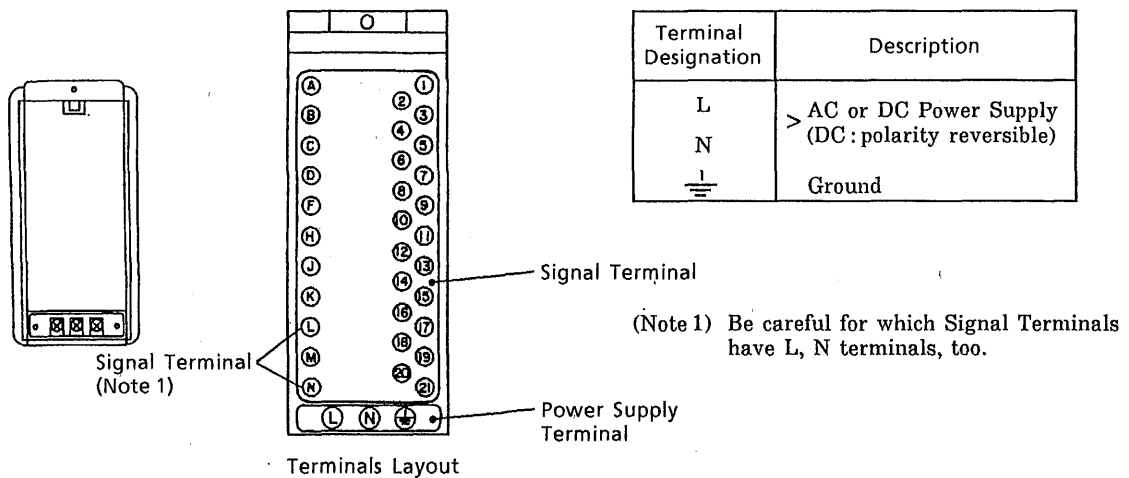 O
A 1
2
B 3
4
C 5
6
D 7
8
F 9
10
H 11
12
J 13
14
K 15
16
L 17
18
M 19
20
N 21
L N
Signal Terminal
(Note 1)
Signal Terminal
Power Supply
Terminal
Terminals Layout
Terminal
Designation
Description
L
N
> AC or DC Power Supply
(DC : polarity reversible)
Ground
(Note 1) Be careful for which Signal Terminals
have L, N terminals, too.